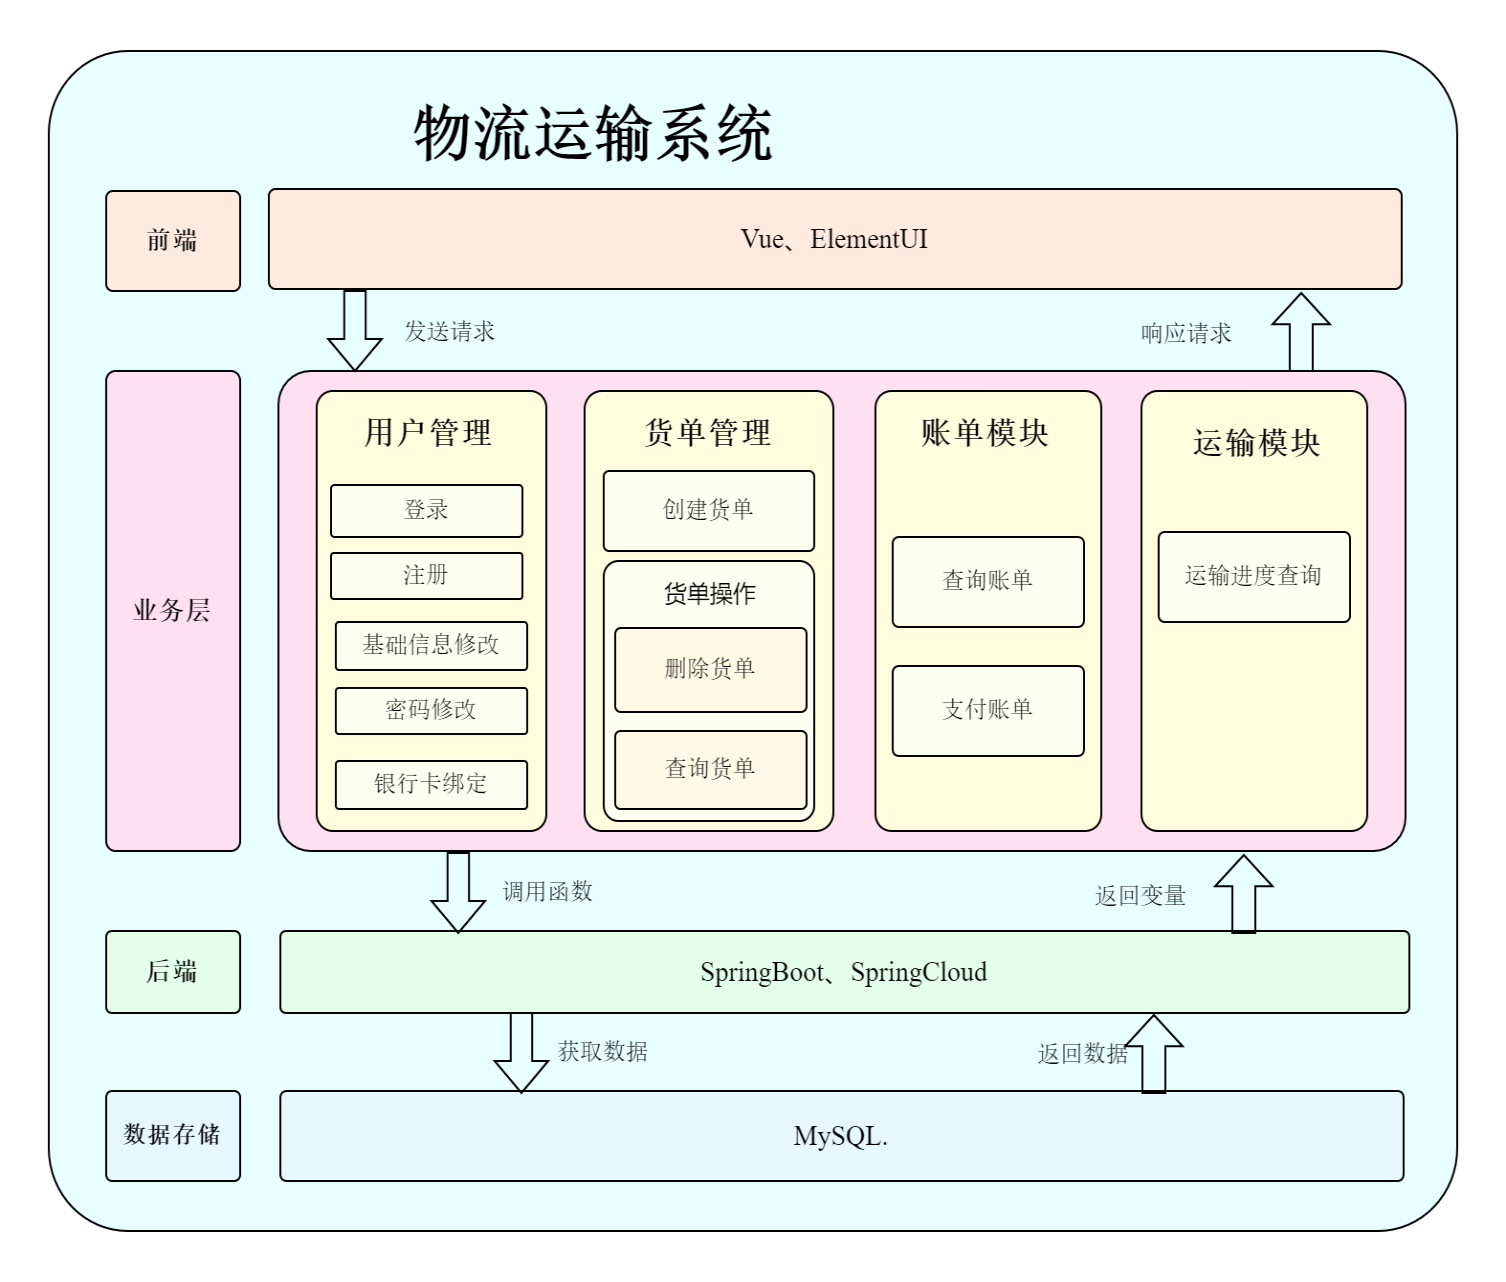 物流运输系统
前端
Vue、ElementUI
发送请求
响应请求
业务层
用户管理
登录
注册
基础信息修改
密码修改
银行卡绑定
货单管理
创建货单
货单操作
删除货单
查询货单
账单模块
查询账单
支付账单
运输模块
运输进度查询
调用函数
返回变量
后端
SpringBoot、SpringCloud
获取数据
返回数据
数据存储
MySQL.